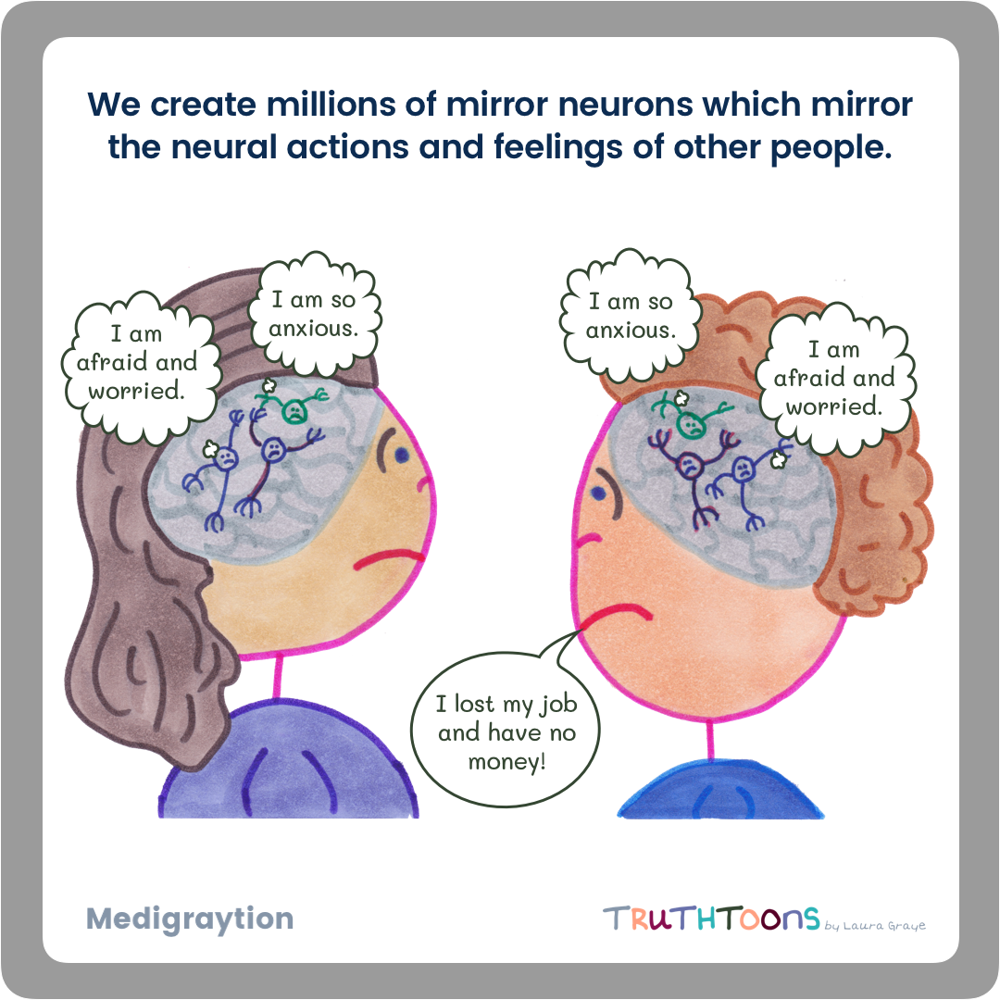 We create millions of mirror neurons which mirror
the neural actions and feelings of other people.
I am
afraid and
worried.
I am so
anxious.
I am so
anxious.
I am
afraid and
worried.
I lost my job
and have no
money!
Medigraytion
TRUTHTOONS by Laura Graye